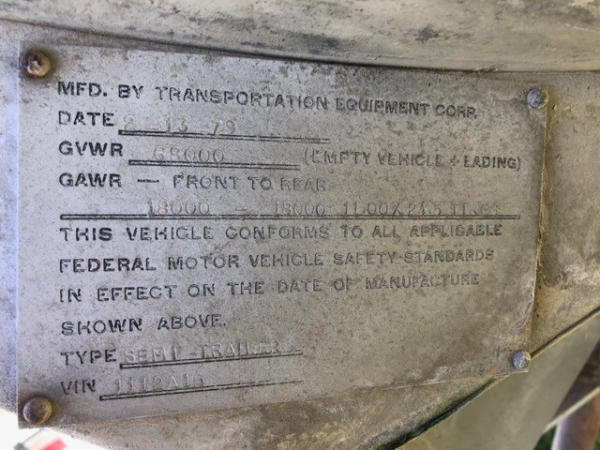 MFD. BY TRANSPORTATION EQUIPMENT CORP.
DATE 2 13 79
GVWR 68000 (EMPTY VEHICLE + LADING)
GAWR — FRONT TO REAR
18000 - 18000 11.00X24.5
THIS VEHICLE CONFORMS TO ALL APPLICABLE
FEDERAL MOTOR VEHICLE SAFETY STANDARDS
IN EFFECT ON THE DATE OF MANUFACTURE
SHOWN ABOVE.
TYPE SEMI-TRAILER
VIN